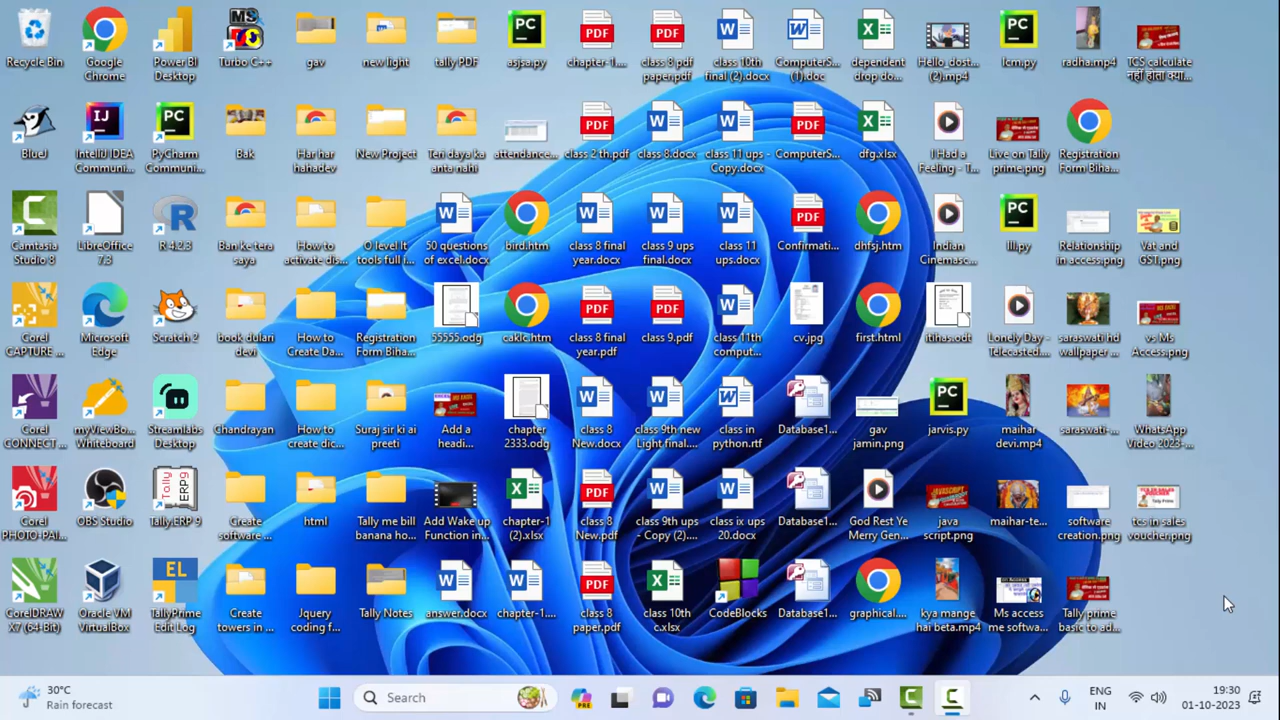 Recycle Bin
Google
Chrome
Power BI
Desktop
Turbo C++
gav
new light
tally PDF
asjsa.py
chapter-1....
class 8 pdf
paper.pdf
class 10th
final (2).docx
ComputerS...
(1).doc
dependent
drop do...
Hello_dost...
(2).mp4
lcm.py
radha.mp4
TCS calculate
नहीं होता क्या...
BlueJ
IntelliJ IDEA
Communi...
PyCharm
Communi...
Bak
Har har
hahadev
New Project
Teri daya ka
anta nahi
attendance...
class 2 th.pdf
class 8.docx
class 11 ups -
Copy.docx
ComputerS...
dfg.xlsx
I Had a
Feeling - T...
Live on Tally
prime.png
Registration
Form Biha...
Camtasia
Studio 8
LibreOffice
7.3
R 4.2.3
Ban ke tera
saya
How to
activate dis...
O level It
tools full i...
50 questions
of excel.docx
bird.htm
class 8 final
year.docx
class 9 ups
final.docx
class 11
ups.docx
Confirmati...
dhfsj.htm
Indian
Cinemasc...
llll.py
Relationship
in access.png
Vat and
GST.png
Corel
CAPTURE ...
Microsoft
Edge
Scratch 2
book dulari
devi
How to
Create Da...
Registration
Form Biha...
55555.odg
caklc.htm
class 8 final
year.pdf
class 9.pdf
class 11th
comput...
cv.jpg
first.html
itihas.odt
Lonely Day -
Telecasted...
saraswati hd
wallpaper ...
vs Ms
Access.png
Corel
CONNECT ...
myViewBo...
Whiteboard
Streamlabs
Desktop
Chandrayan
How to
create dic...
Suraj sir ki ai
preeti
Add a
headi...
chapter
2333.odg
class 8
New.docx
class 9th new
Light final....
class in
python.rtf
Database1...
gav
jamin.png
jarvis.py
maihar
devi.mp4
saraswati-...
WhatsApp
Video 2023-...
Corel
PHOTO-PAI...
OBS Studio
Tally.ERP 9
Create
software ...
html
Tally me bill
banana ho...
Add Wake up
Function in...
chapter-1
(2).xlsx
class 8
New.pdf
class 9th ups
- Copy (2)....
class ix ups
20.docx
Database1...
God Rest Ye
Merry Gen...
java
script.png
maihar-te...
software
creation.png
tcs in sales
voucher.png
CorelDRAW
X7 (64-Bit)
Oracle VM
VirtualBox
TallyPrime
Edit Log
Create
towers in ...
Jquery
coding f...
Tally Notes
answer.docx
chapter-1....
class 8
paper.pdf
class 10th
c.xlsx
CodeBlocks
Database1...
graphical....
kya mange
hai beta.mp4
Ms access
me softwa...
Tally prime
basic to ad...
30°C
Rain forecast
Search
ENG
IN
19:30
01-10-2023